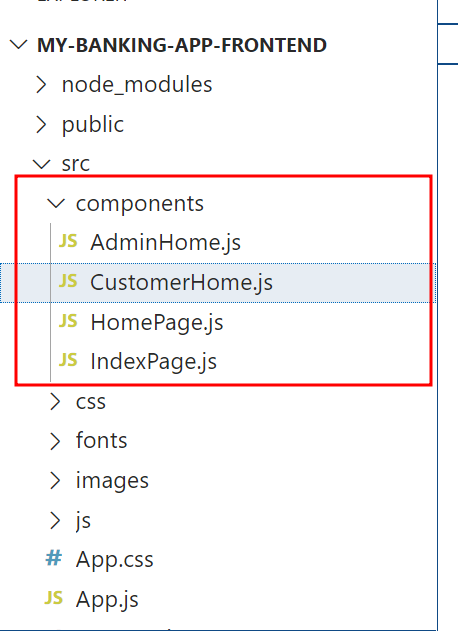 MY-BANKING-APP-FRONTEND
node_modules
public
src
components
JS AdminHome.js
JS CustomerHome.js
JS HomePage.js
JS IndexPage.js
css
fonts
images
js
# App.css
JS App.js